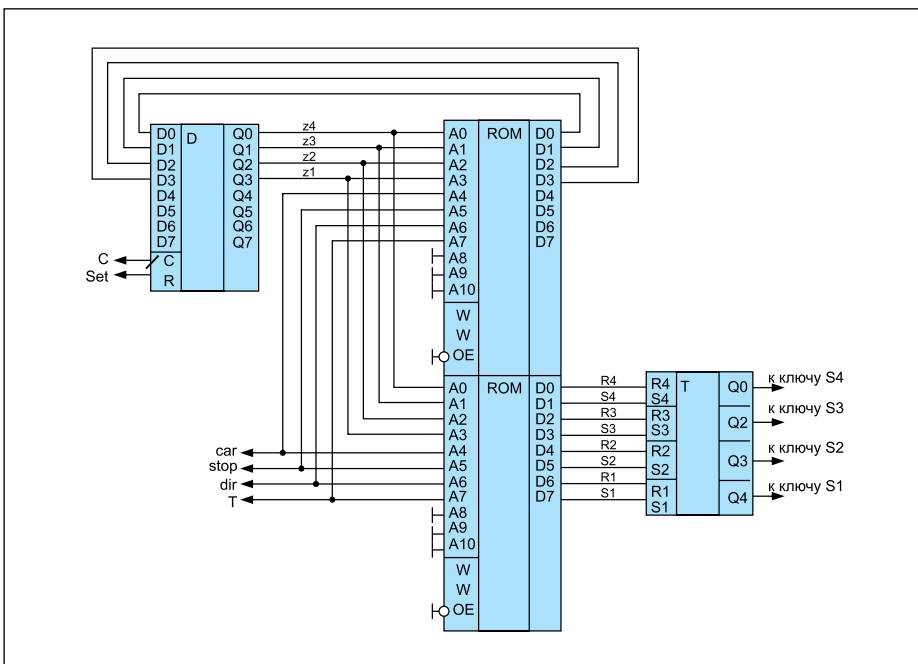 D0 D Q0 z4 A0 ROM D0
D1 Q1 z3 A1 D1
D2 Q2 z2 A2 D2
D3 Q3 z1 A3 D3
D4 Q4 A4 D4
D5 Q5 A5 D5
D6 Q6 A6 D6
D7 Q7 A7 D7
C C A8
Set R A9
A10
W
W
OE
A0 ROM D0 R4 R4 T Q0 к ключу S4
A1 D1 S4 S4
A2 D2 R3 R3 Q2 к ключу S3
A3 D3 S3 S3
car A4 D4 R2 R2 Q3 к ключу S2
stop A5 D5 S2 S2
dir A6 D6 R1 R1 Q4 к ключу S1
T A7 D7 S1 S1
A8
A9
A10
W
W
OE